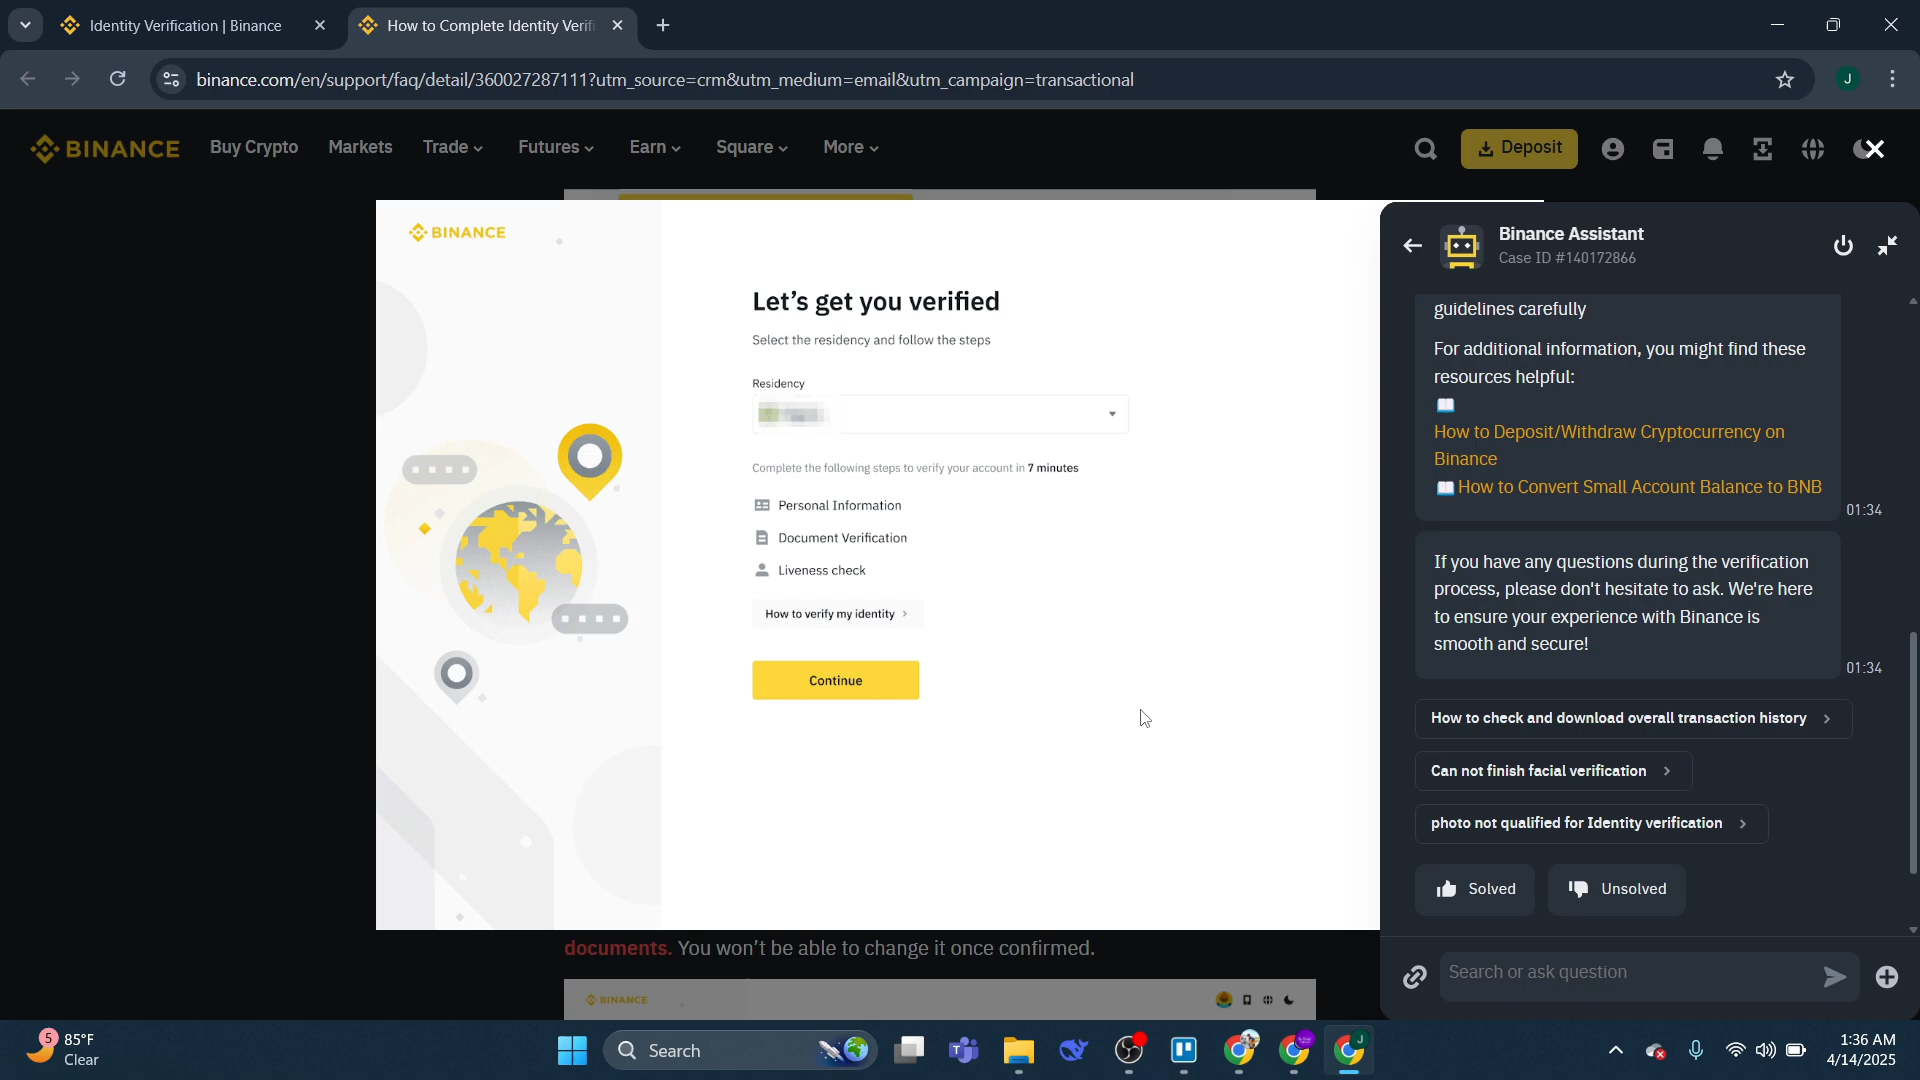 Identity Verification | Binance
How to Complete Identity Verifi
binance.com/en/support/faq/detail/360027287111?utm_source=crm&utm_medium=email&utm_campaign=transactional
J
BINANCE
Buy Crypto
Markets
Trade
Futures
Earn
Square
More
Deposit
BINANCE
Let's get you verified
Select the residency and follow the steps
Residency
Complete the following steps to verify your account in 7 minutes
Personal Information
Document Verification
Liveness check
How to verify my identity
Continue
documents. You won't be able to change it once confirmed.
BINANCE
Binance Assistant
Case ID #140172866
guidelines carefully
For additional information, you might find these
resources helpful:
How to Deposit/Withdraw Cryptocurrency on
Binance
How to Convert Small Account Balance to BNB
01:34
If you have any questions during the verification
process, please don't hesitate to ask. We're here
to ensure your experience with Binance is
smooth and secure!
01:34
How to check and download overall transaction history
Can not finish facial verification
photo not qualified for Identity verification
Solved
Unsolved
Search or ask question
5
85°F
Clear
Search
J
1:36 AM
4/14/2025